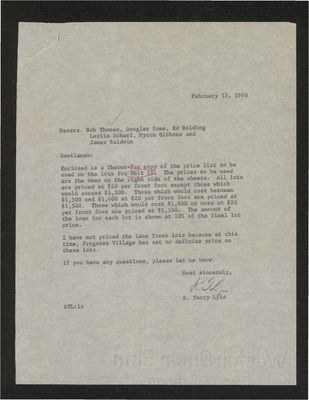 February 15, 1960
Messrs. Bob Thomas, Douglas Cone, Ed Bolding
Leslie Scharf, Myron Gibbons and
James Baldwin
Gentlemen:
Enclosed is a Thermo-Fax copy of the price list to be
used on the lots for Unit II. The prices to be used
are the ones on the right side of the sheets. All lots
are priced at $20 per front foot except those which
would exceed $1,500. Those which would cost between
$1,500 and $1,600 at $20 per front foot are priced at
$1,500. Those which would cost $1,600 or more at $20
per front foot are priced at $1,550. The amount of
the loan for each lot is shown at 10% of the final lot
price.
I have not priced the lake front lots because at this
time, Progress Village has set no definite price on
these lots.
If you have any questions, please let me know.
Most sincerely,
R. Terry Lyle
RTL:ic